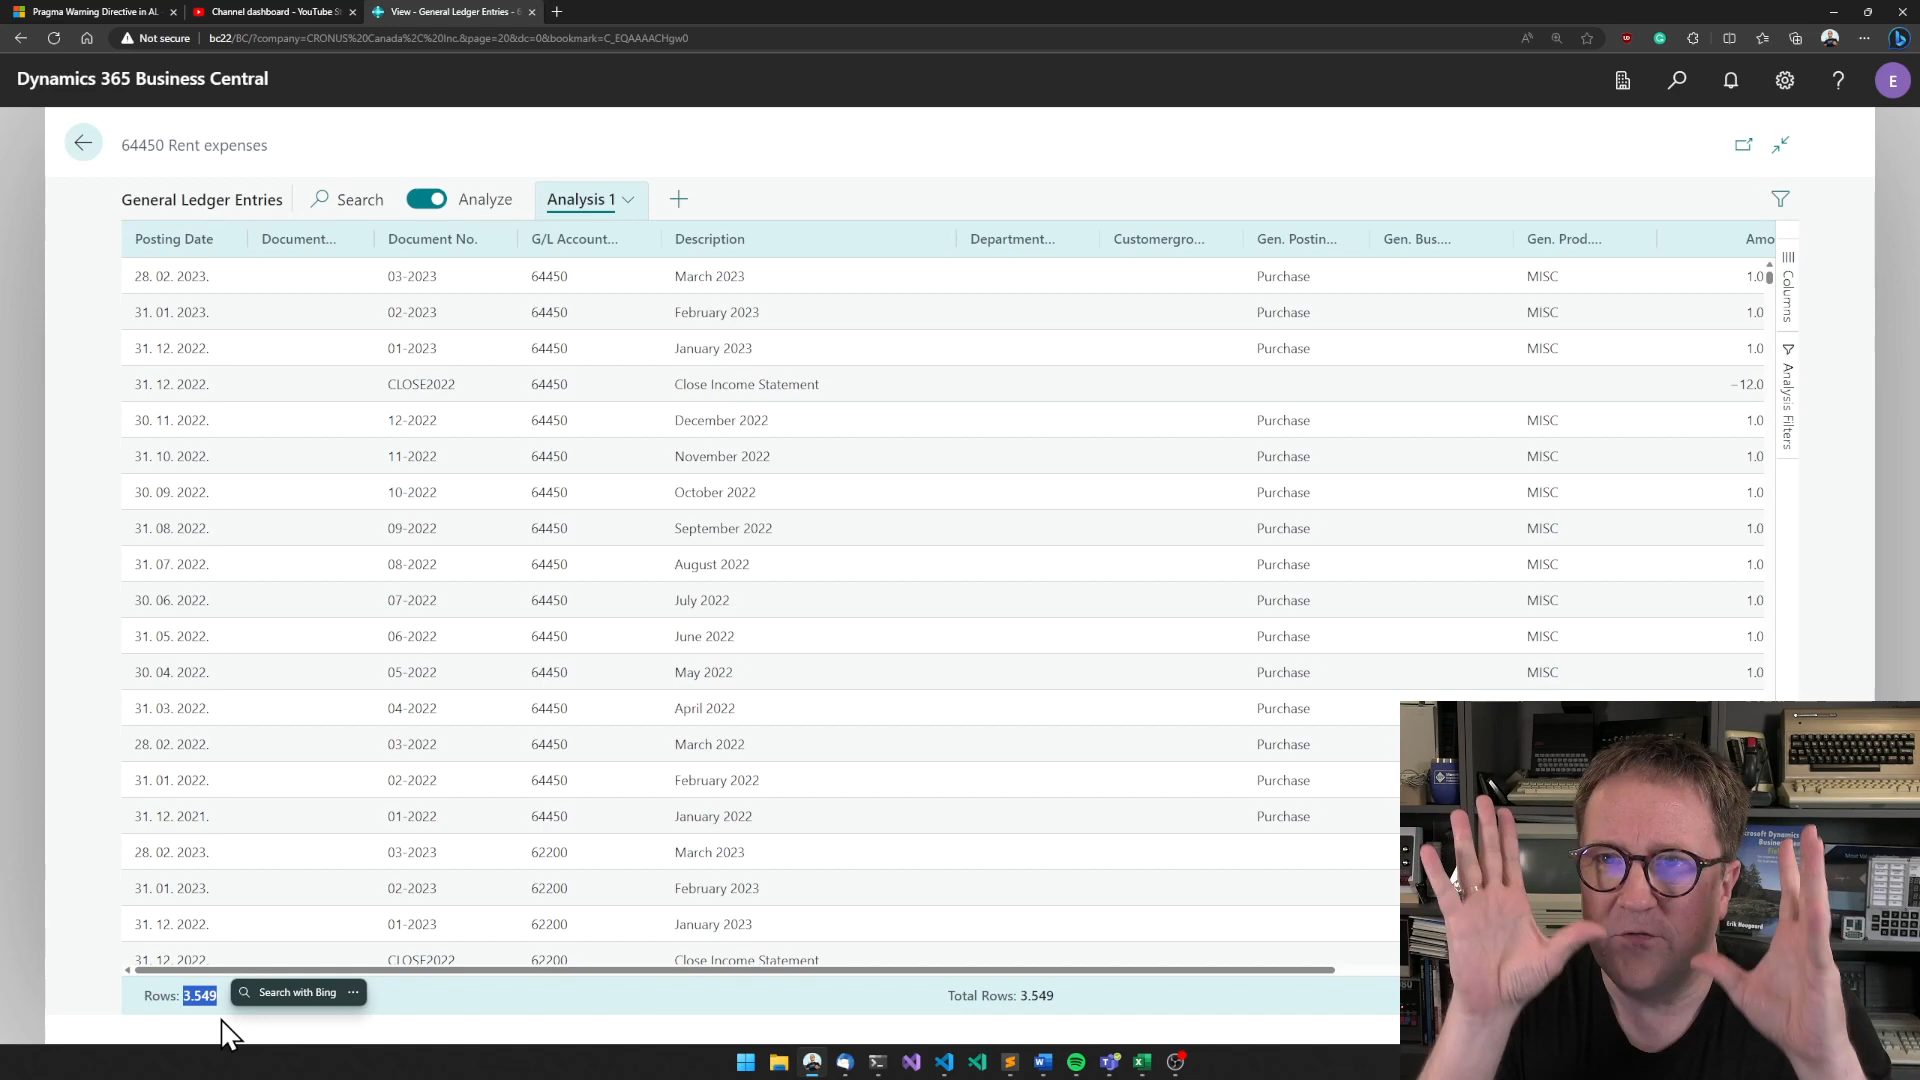 Pragma Warning Directive in AL
Channel dashboard - YouTube St
View - General Ledger Entries - 6
Not secure
bc22/BC/?company=CRONUS%20Canada%2C%20Inc.&page=20&dc=0&bookmark=C_EQAAAACHgw0
Dynamics 365 Business Central
E
64450 Rent expenses
General Ledger Entries Search Analyze Analysis 1
Posting Date Document... Document No. G/L Account... Description Department... Customergro... Gen. Postin... Gen. Bus.... Gen. Prod.... Amo
28. 02. 2023. 03-2023 64450 March 2023 Purchase MISC 1.0
31. 01. 2023. 02-2023 64450 February 2023 Purchase MISC 1.0
31. 12. 2022. 01-2023 64450 January 2023 Purchase MISC 1.0
31. 12. 2022. CLOSE2022 64450 Close Income Statement -12.0
30. 11. 2022. 12-2022 64450 December 2022 Purchase MISC 1.0
31. 10. 2022. 11-2022 64450 November 2022 Purchase MISC 1.0
30. 09. 2022. 10-2022 64450 October 2022 Purchase MISC 1.0
31. 08. 2022. 09-2022 64450 September 2022 Purchase MISC 1.0
31. 07. 2022. 08-2022 64450 August 2022 Purchase MISC 1.0
30. 06. 2022. 07-2022 64450 July 2022 Purchase MISC 1.0
31. 05. 2022. 06-2022 64450 June 2022 Purchase MISC 1.0
30. 04. 2022. 05-2022 64450 May 2022 Purchase MISC 1.0
31. 03. 2022. 04-2022 64450 April 2022 Purchase
28. 02. 2022. 03-2022 64450 March 2022 Purchase
31. 01. 2022. 02-2022 64450 February 2022 Purchase
31. 12. 2021. 01-2022 64450 January 2022 Purchase
28. 02. 2023. 03-2023 62200 March 2023
31. 01. 2023. 02-2023 62200 February 2023
31. 12. 2022. 01-2023 62200 January 2023
31. 12. 2022. CLOSE2022 62200 Close Income Statement
Columns
Analysis Filters
Rows: 3.549
Search with Bing ...
Total Rows: 3.549
Microsoft Dynamics
Business
Erik Hougaard